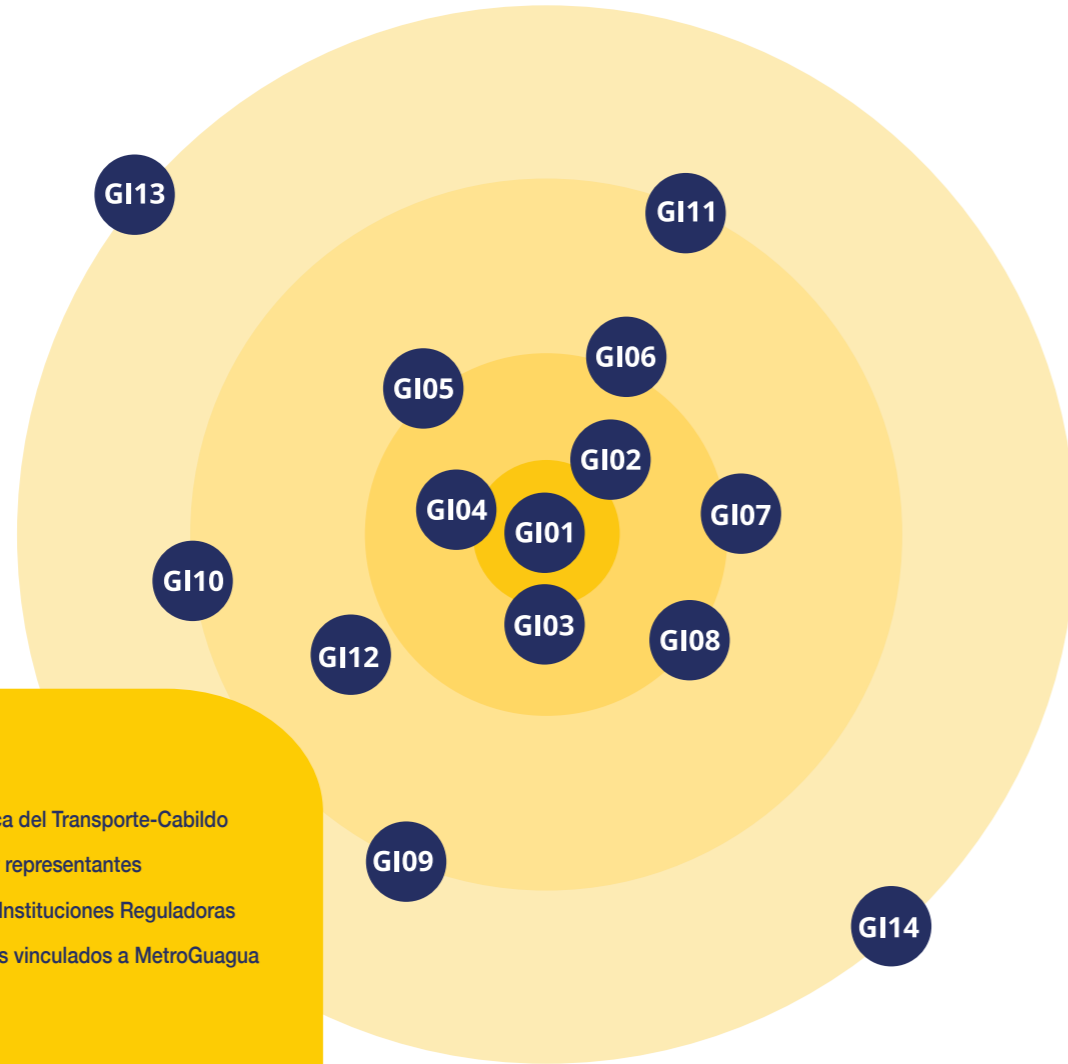 GI13
GI11
GI06
GI05
GI02
GI04
GI01
GI07
GI10
GI03
GI08
GI12
del Transporte-Cabildo
representantes
Instituciones Reguladoras
vinculados a MetroGuagua
GI09
GI14